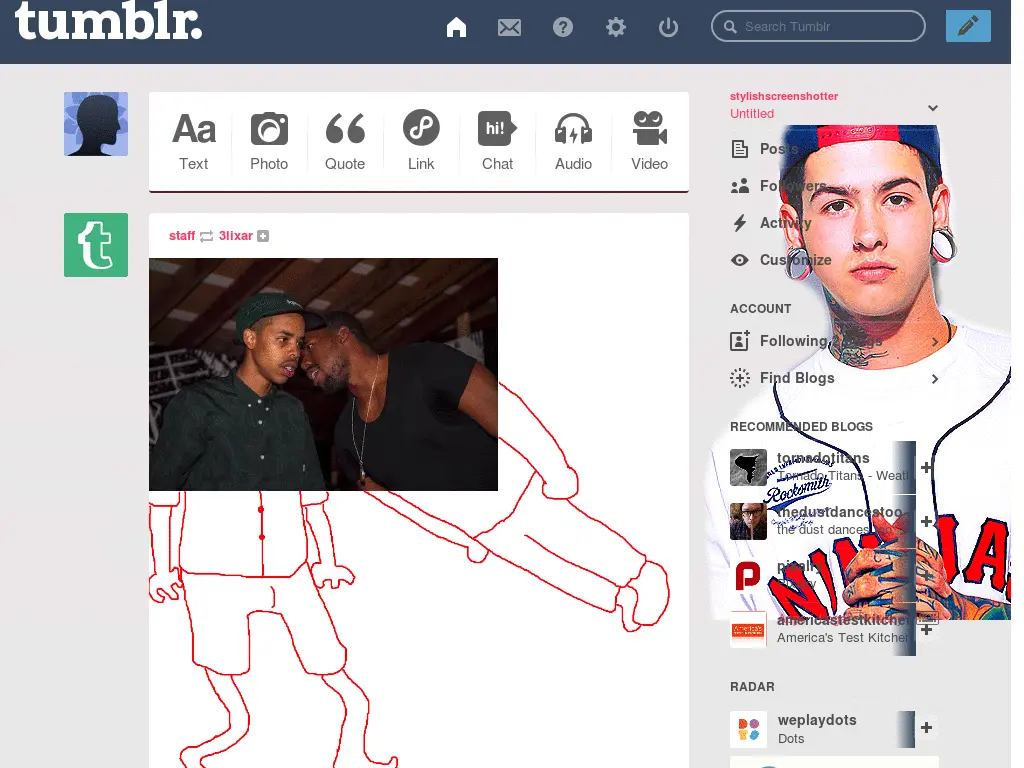 tumblr.
Search Tumblr
Aa
hi!
Text
Photo
Quote
Link
Chat
Audio
Video
staff 3lixar
stylishscreenshotter
Untitled
Posts
Followers
Activity
Customize
ACCOUNT
Following 2 blogs
Find Blogs
RECOMMENDED BLOGS
tornadotitans
Tornado Titans - Weath
thedustdancestoo
the dust dances too
Rocksmith
americastestkitchen
America's Test Kitchen
RADAR
weplaydots
Dots